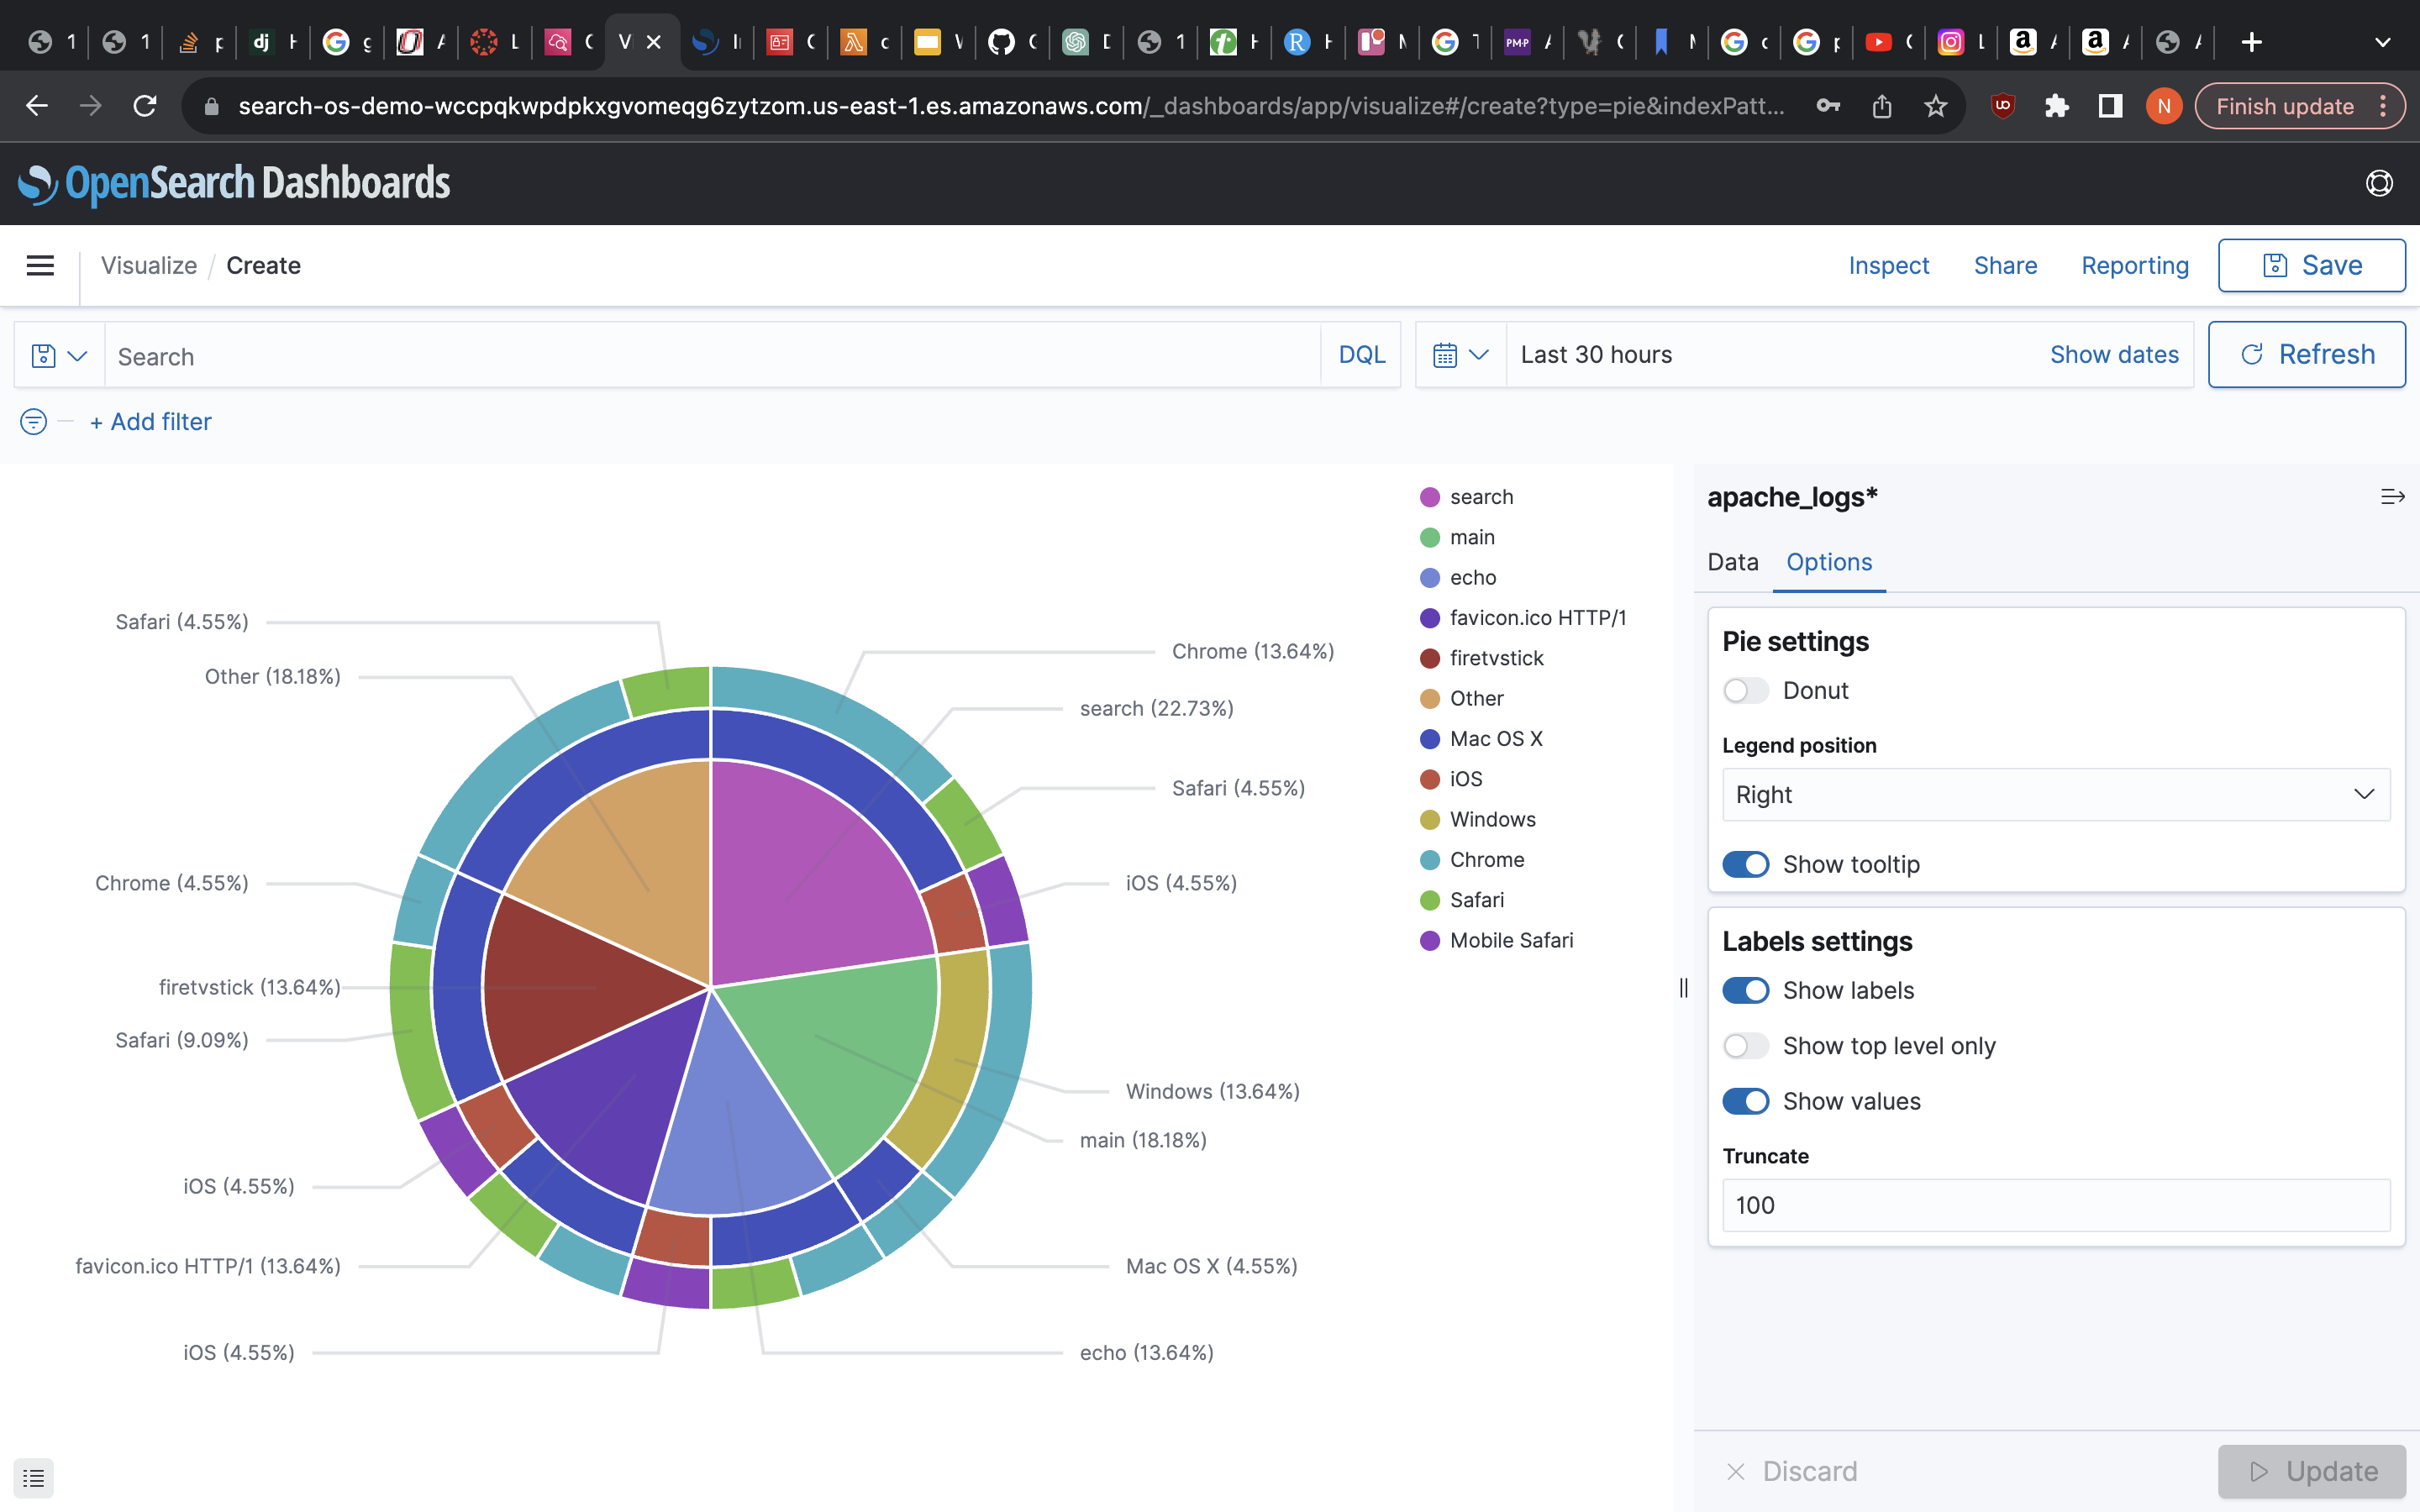 1 1 dj G g L V 1 R G T PM-P G G a a
search-os-demo-wccpqkwpdpkxgvomeqg6zytzom.us-east-1.es.amazonaws.com/_dashboards/app/visualize#/create?type=pie&indexPatt... N Finish update
OpenSearch Dashboards
Visualize / Create Inspect Share Reporting Save
Search DQL Last 30 hours Show dates Refresh
+ Add filter
Safari (4.55%)
Other (18.18%)
Chrome (4.55%)
firetvstick (13.64%)
Safari (9.09%)
iOS (4.55%)
favicon.ico HTTP/1 (13.64%)
iOS (4.55%)
Chrome (13.64%)
search (22.73%)
Safari (4.55%)
iOS (4.55%)
Windows (13.64%)
main (18.18%)
Mac OS X (4.55%)
echo (13.64%)
search
main
echo
favicon.ico HTTP/1
firetvstick
Other
Mac OS X
iOS
Windows
Chrome
Safari
Mobile Safari
apache_logs*
Data Options
Pie settings
Donut
Legend position
Right
Show tooltip
Labels settings
Show labels
Show top level only
Show values
Truncate
100
Discard Update